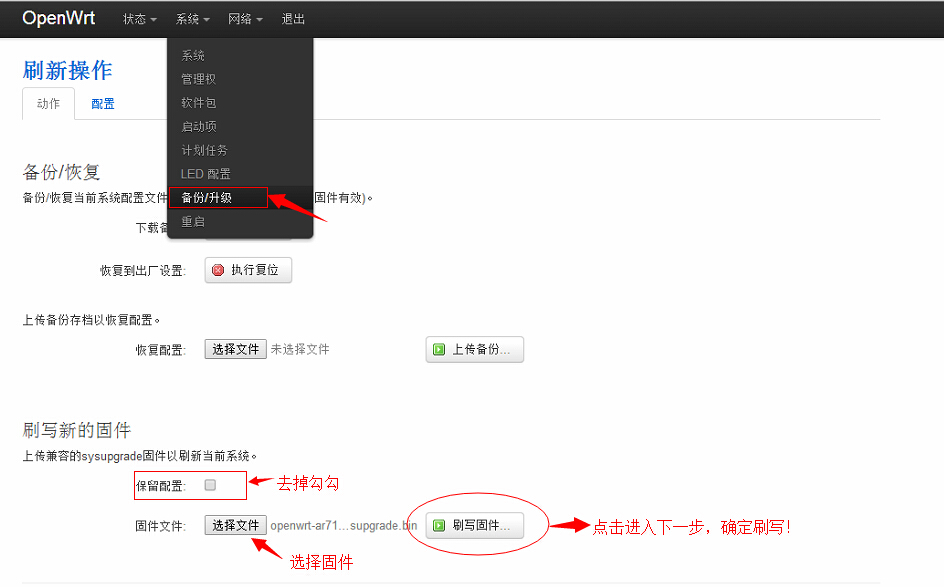 OpenWrt 状态 系统 网络 退出
系统
刷新操作
管理权
动作 配置
软件包
启动项
计划任务
备份/恢复
LED 配置
备份/恢复当前系统配置文件
备份/升级
固件有效)。
重启
下载备
恢复到出厂设置: 执行复位
上传备份存档以恢复配置。
恢复配置: 选择文件 未选择文件 上传备份...
刷写新的固件
上传兼容的sysupgrade固件以刷新当前系统。
保留配置: 去掉勾勾
固件文件: 选择文件 openwrt-ar71...supgrade.bin 刷写固件... 点击进入下一步，确定刷写!
选择固件